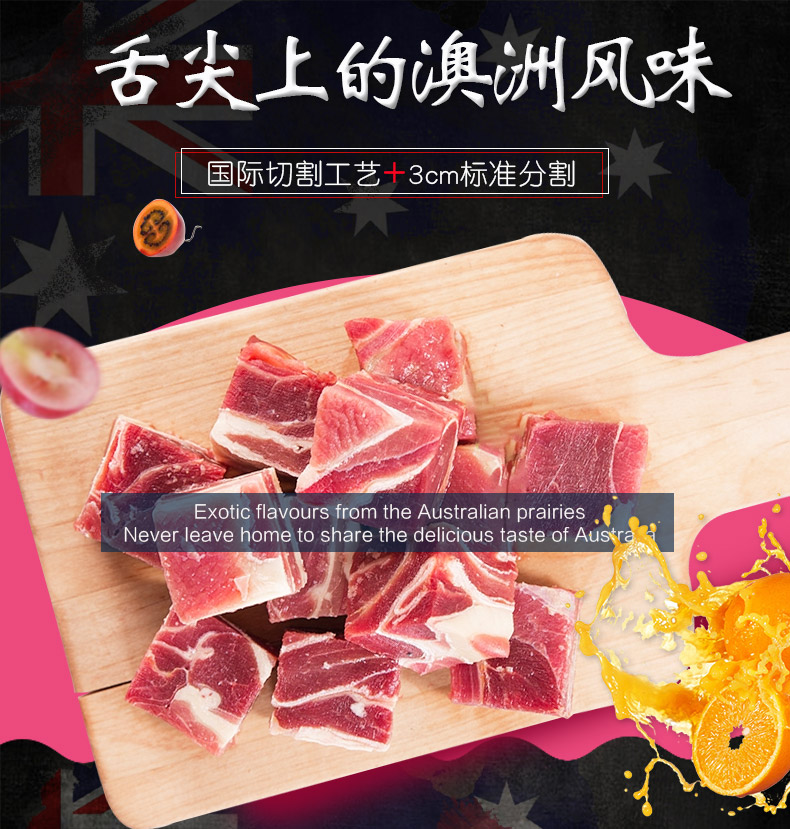 舌尖上的澳洲风味
国际切割工艺+3cm标准分割
Exotic flavours from the Australian prairies
Never leave home to share the delicious taste of Australia